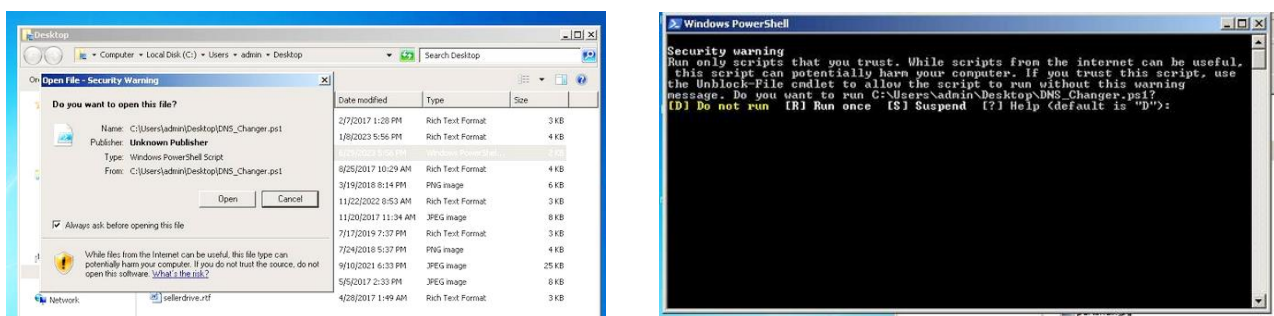 Desktop
Computer • Local Disk (C:) • Users • admin • Desktop
Search Desktop
Open File - Security Warning
Do you want to open this file?
Name: C:\Users\admin\Desktop\DNS_Changer.ps1
Publisher: Unknown Publisher
Type: Windows PowerShell Script
From: C:\Users\admin\Desktop\DNS_Changer.ps1
Open Cancel
Always ask before opening this file
While files from the Internet can be useful, this file type can
potentially harm your computer. If you do not trust the source, do not
open this software. What's the risk?
Date modified Type Size
2/7/2017 1:28 PM Rich Text Format 3 KB
1/8/2023 5:56 PM Rich Text Format 4 KB
8/25/2017 10:29 AM Rich Text Format 4 KB
3/19/2018 8:14 PM PNG image 6 KB
11/22/2022 8:53 AM Rich Text Format 3 KB
11/20/2017 11:34 AM JPEG image 8 KB
7/17/2019 7:37 PM Rich Text Format 3 KB
7/24/2018 5:37 PM PNG image 4 KB
9/10/2021 6:33 PM JPEG image 25 KB
5/5/2017 2:33 PM JPEG image 8 KB
Network sellerdrive.rtf 4/28/2017 1:49 AM Rich Text Format 3 KB
Windows PowerShell
Security warning
Run only scripts that you trust. While scripts from the internet can be useful,
this script can potentially harm your computer. If you trust this script, use
the Unblock-File cmdlet to allow the script to run without this warning
message. Do you want to run C:\Users\admin\Desktop\DNS_Changer.ps1?
[D] Do not run [R] Run once [S] Suspend [?] Help (default is "D"):